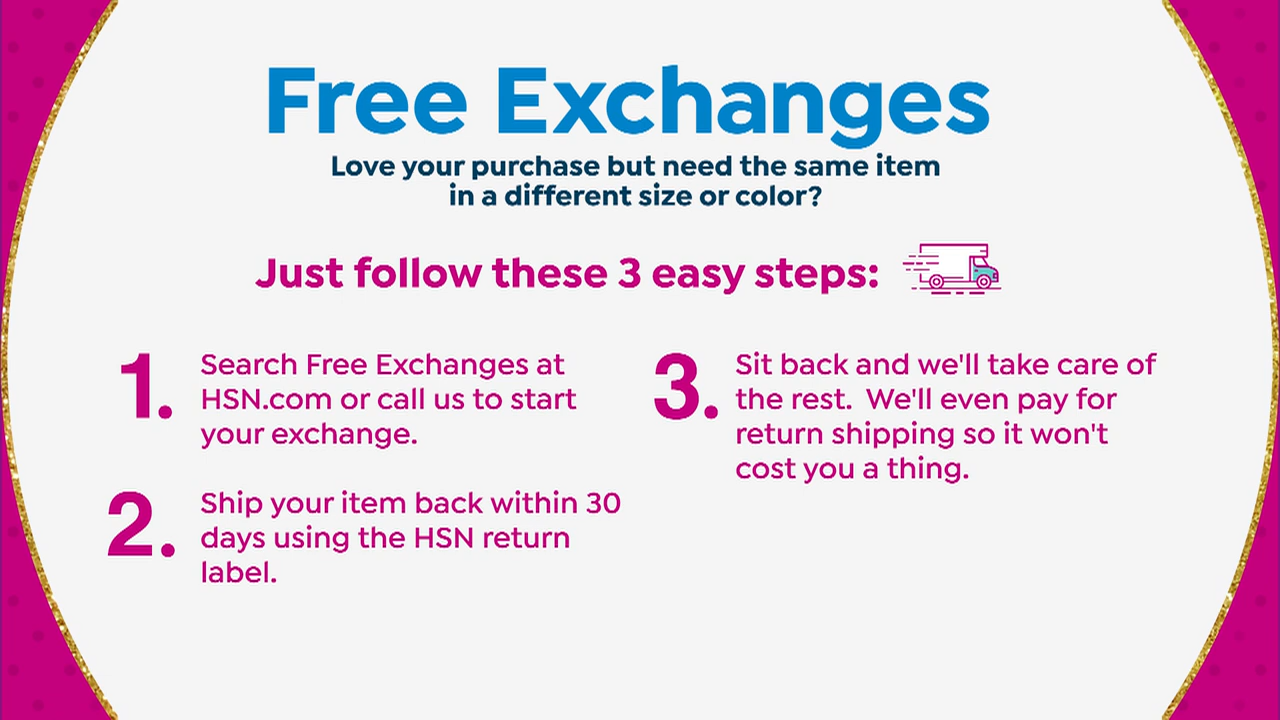 Free Exchanges
Love your purchase but need the same item
in a different size or color?
Just follow these 3 easy steps:
1. Search Free Exchanges at
HSN.com or call us to start
your exchange.
2. Ship your item back within 30
days using the HSN return
label.
3. Sit back and we'll take care of
the rest. We'll even pay for
return shipping so it won't
cost you a thing.